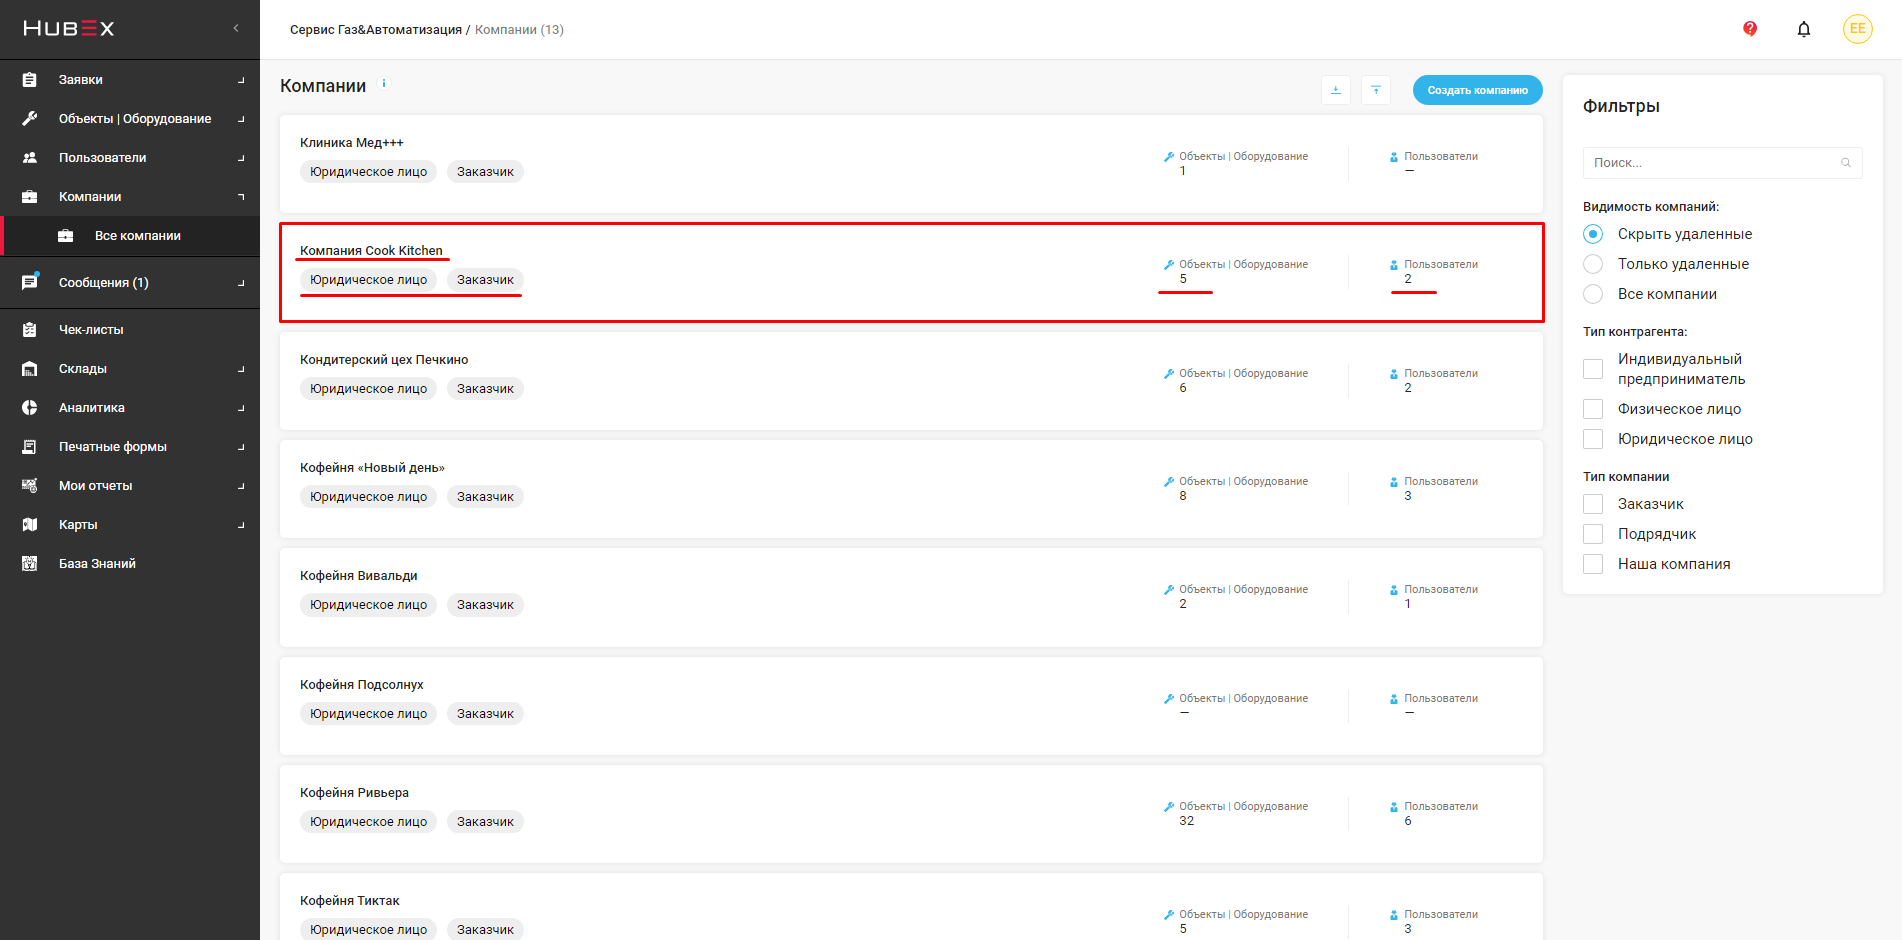 HUBEX
Заявки
Объекты | Оборудование
Пользователи
Компании
Все компании
Сообщения (1)
Чек-листы
Склады
Аналитика
Печатные формы
Мои отчеты
Карты
База Знаний
Сервис Газ&Автоматизация / Компании (13)
?
EE
Компании i
Создать компанию
Клиника Мед+++
Юридическое лицо Заказчик
Объекты | Оборудование
1
Пользователи
—
Компания Cook Kitchen
Юридическое лицо Заказчик
Объекты | Оборудование
5
Пользователи
2
Кондитерский цех Печкино
Юридическое лицо Заказчик
Объекты | Оборудование
6
Пользователи
2
Кофейня «Новый день»
Юридическое лицо Заказчик
Объекты | Оборудование
8
Пользователи
3
Кофейня Вивальди
Юридическое лицо Заказчик
Объекты | Оборудование
2
Пользователи
1
Кофейня Подсолнух
Юридическое лицо Заказчик
Объекты | Оборудование
—
Пользователи
—
Кофейня Ривьера
Юридическое лицо Заказчик
Объекты | Оборудование
32
Пользователи
6
Кофейня Тиктак
Юридическое лицо Заказчик
Объекты | Оборудование
5
Пользователи
3
Фильтры
Поиск...
Видимость компаний:
Скрыть удаленные
Только удаленные
Все компании
Тип контрагента:
Индивидуальный
предприниматель
Физическое лицо
Юридическое лицо
Тип компании
Заказчик
Подрядчик
Наша компания